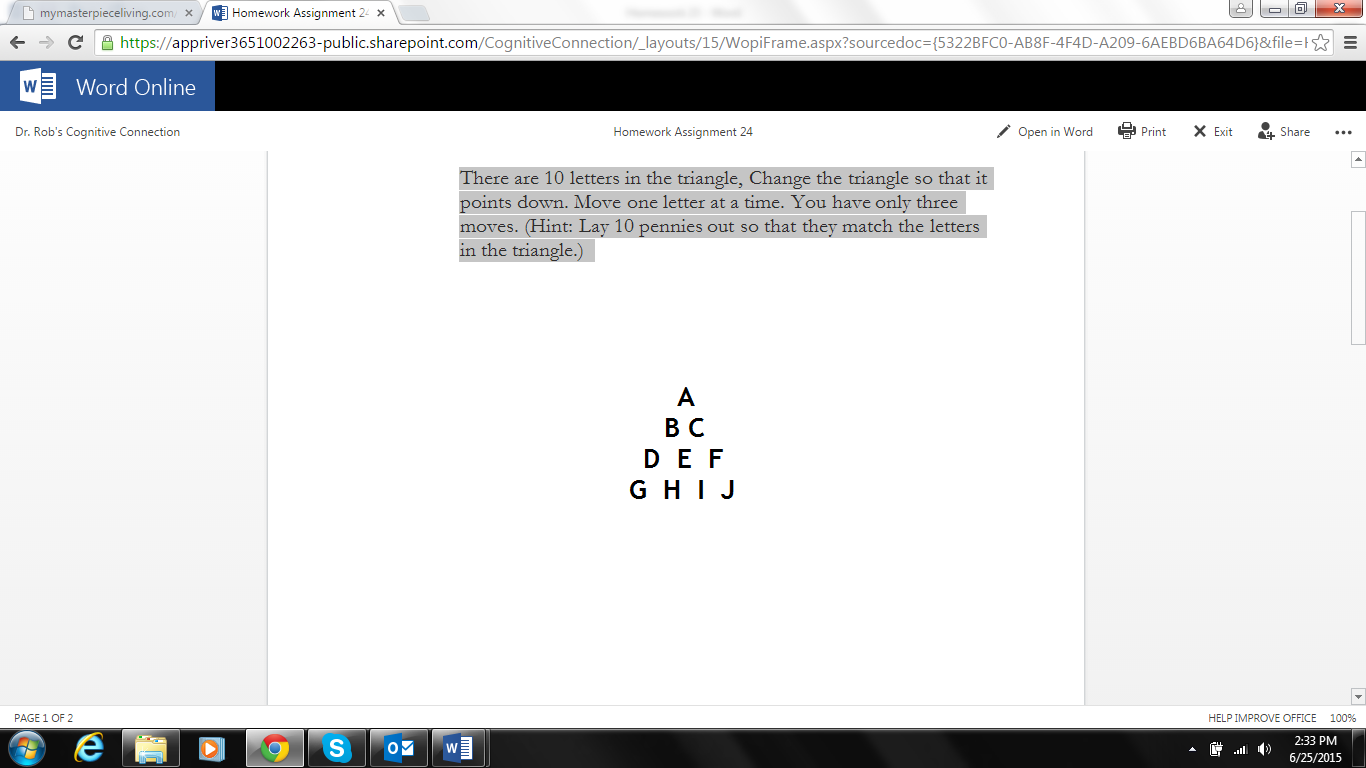 mymasterpieceliving.com/
Homework Assignment 24
https://appriver3651002263-public.sharepoint.com/CognitiveConnection/_layouts/15/WopiFrame.aspx?sourcedoc={5322BFC0-AB8F-4F4D-A209-6AEBD6BA64D6}&file=H
W Word Online
Dr. Rob's Cognitive Connection Homework Assignment 24 Open in Word Print Exit Share
There are 10 letters in the triangle, Change the triangle so that it
points down. Move one letter at a time. You have only three
moves. (Hint: Lay 10 pennies out so that they match the letters
in the triangle.)
A
B C
D E F
G H I J
PAGE 1 OF 2 HELP IMPROVE OFFICE 100%
2:33 PM
6/25/2015